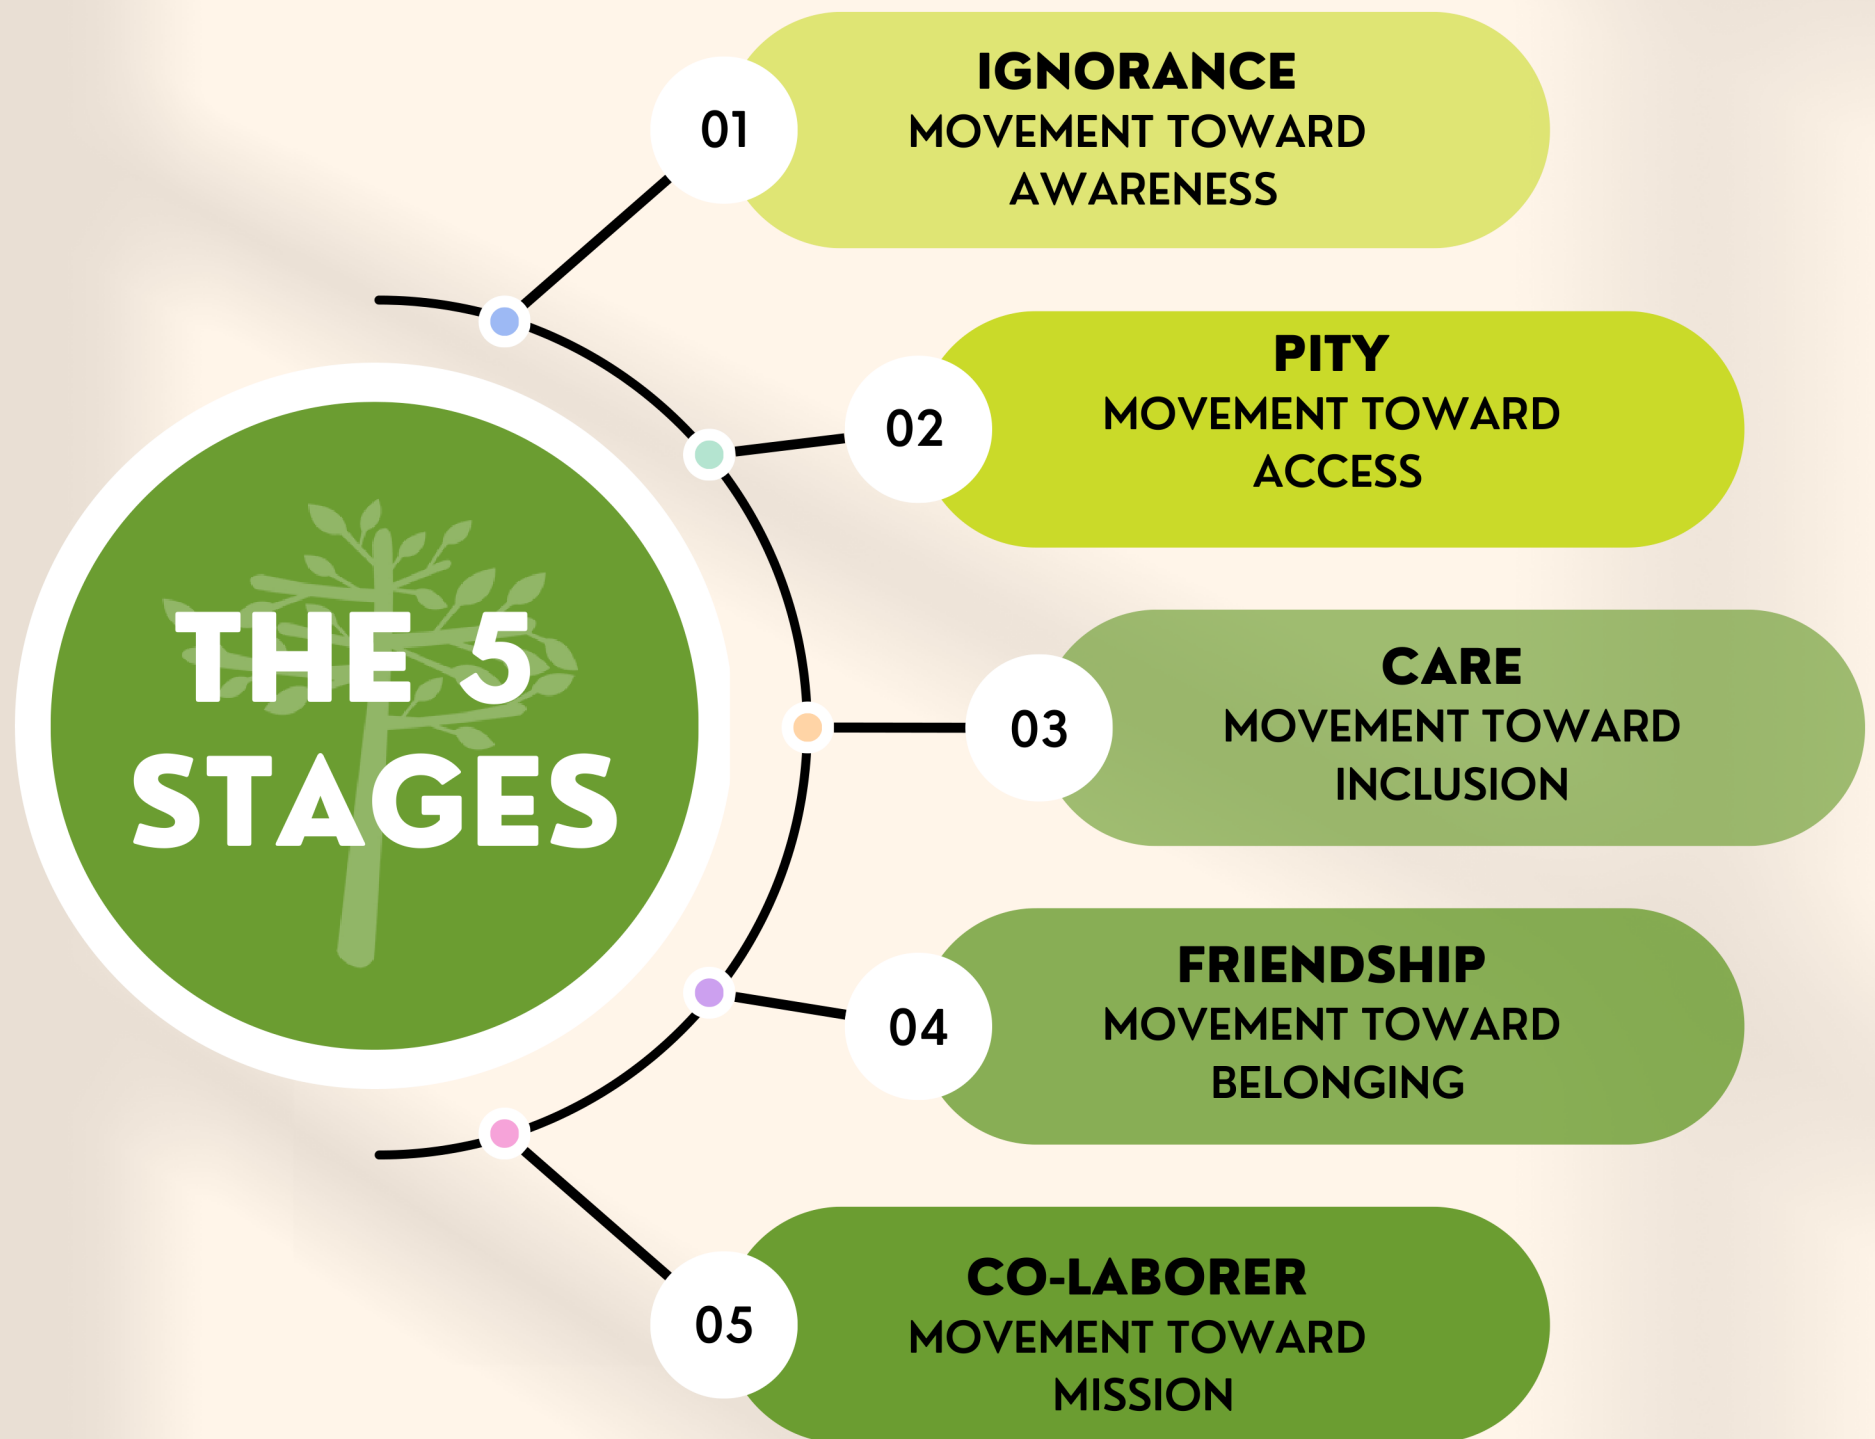 THE 5
STAGES
01
IGNORANCE
MOVEMENT TOWARD
AWARENESS
02
PITY
MOVEMENT TOWARD
ACCESS
03
CARE
MOVEMENT TOWARD
INCLUSION
04
FRIENDSHIP
MOVEMENT TOWARD
BELONGING
05
CO-LABORER
MOVEMENT TOWARD
MISSION